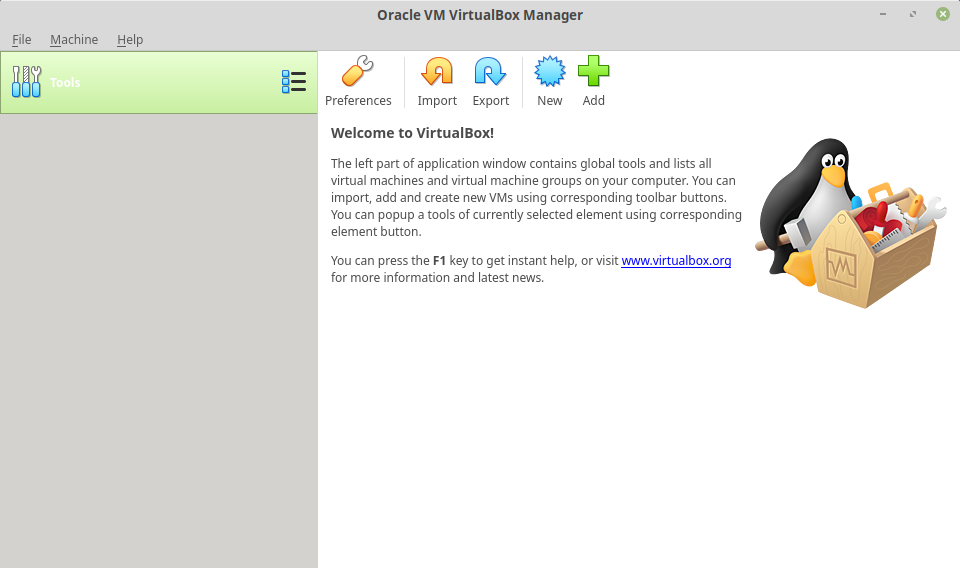 Oracle VM VirtualBox Manager
File Machine Help
Tools
Preferences Import Export New Add
Welcome to VirtualBox!
The left part of application window contains global tools and lists all
virtual machines and virtual machine groups on your computer. You can
import, add and create new VMs using corresponding toolbar buttons.
You can popup a tools of currently selected element using corresponding
element button.
You can press the F1 key to get instant help, or visit www.virtualbox.org
for more information and latest news.